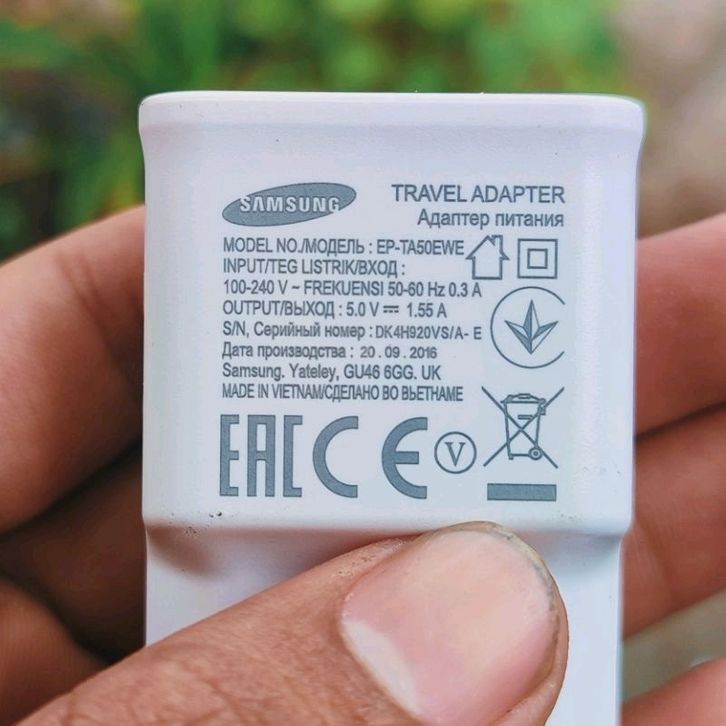 SAMSUNG
TRAVEL ADAPTER
Адаптер питания
MODEL NO./МОДЕЛЬ : EP-TA50EWE
INPUT/TEG LISTRIK/ВХОД :
100-240 V ~ FREKUENSI 50-60 Hz 0.3 A
OUTPUT/ВЫХОД : 5.0 V ⎓ 1.55 A
S/N, Серийный номер : DK4H920VS/A- E
Дата производства : 20 . 09 . 2016
Samsung. Yateley, GU46 6GG. UK
MADE IN VIETNAM/СДЕЛАНО ВО ВЬЕТНАМЕ
EAC CE V